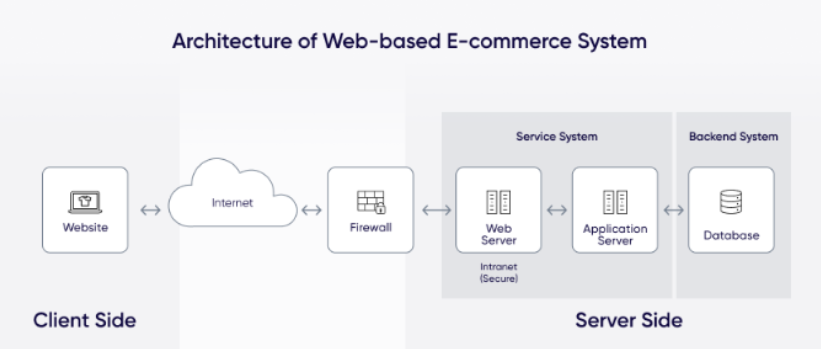 Architecture of Web-based E-commerce System
Service System
Backend System
Website
Internet
Firewall
Web
Server
Application
Server
Database
Intranet
(Secure)
Client Side
Server Side